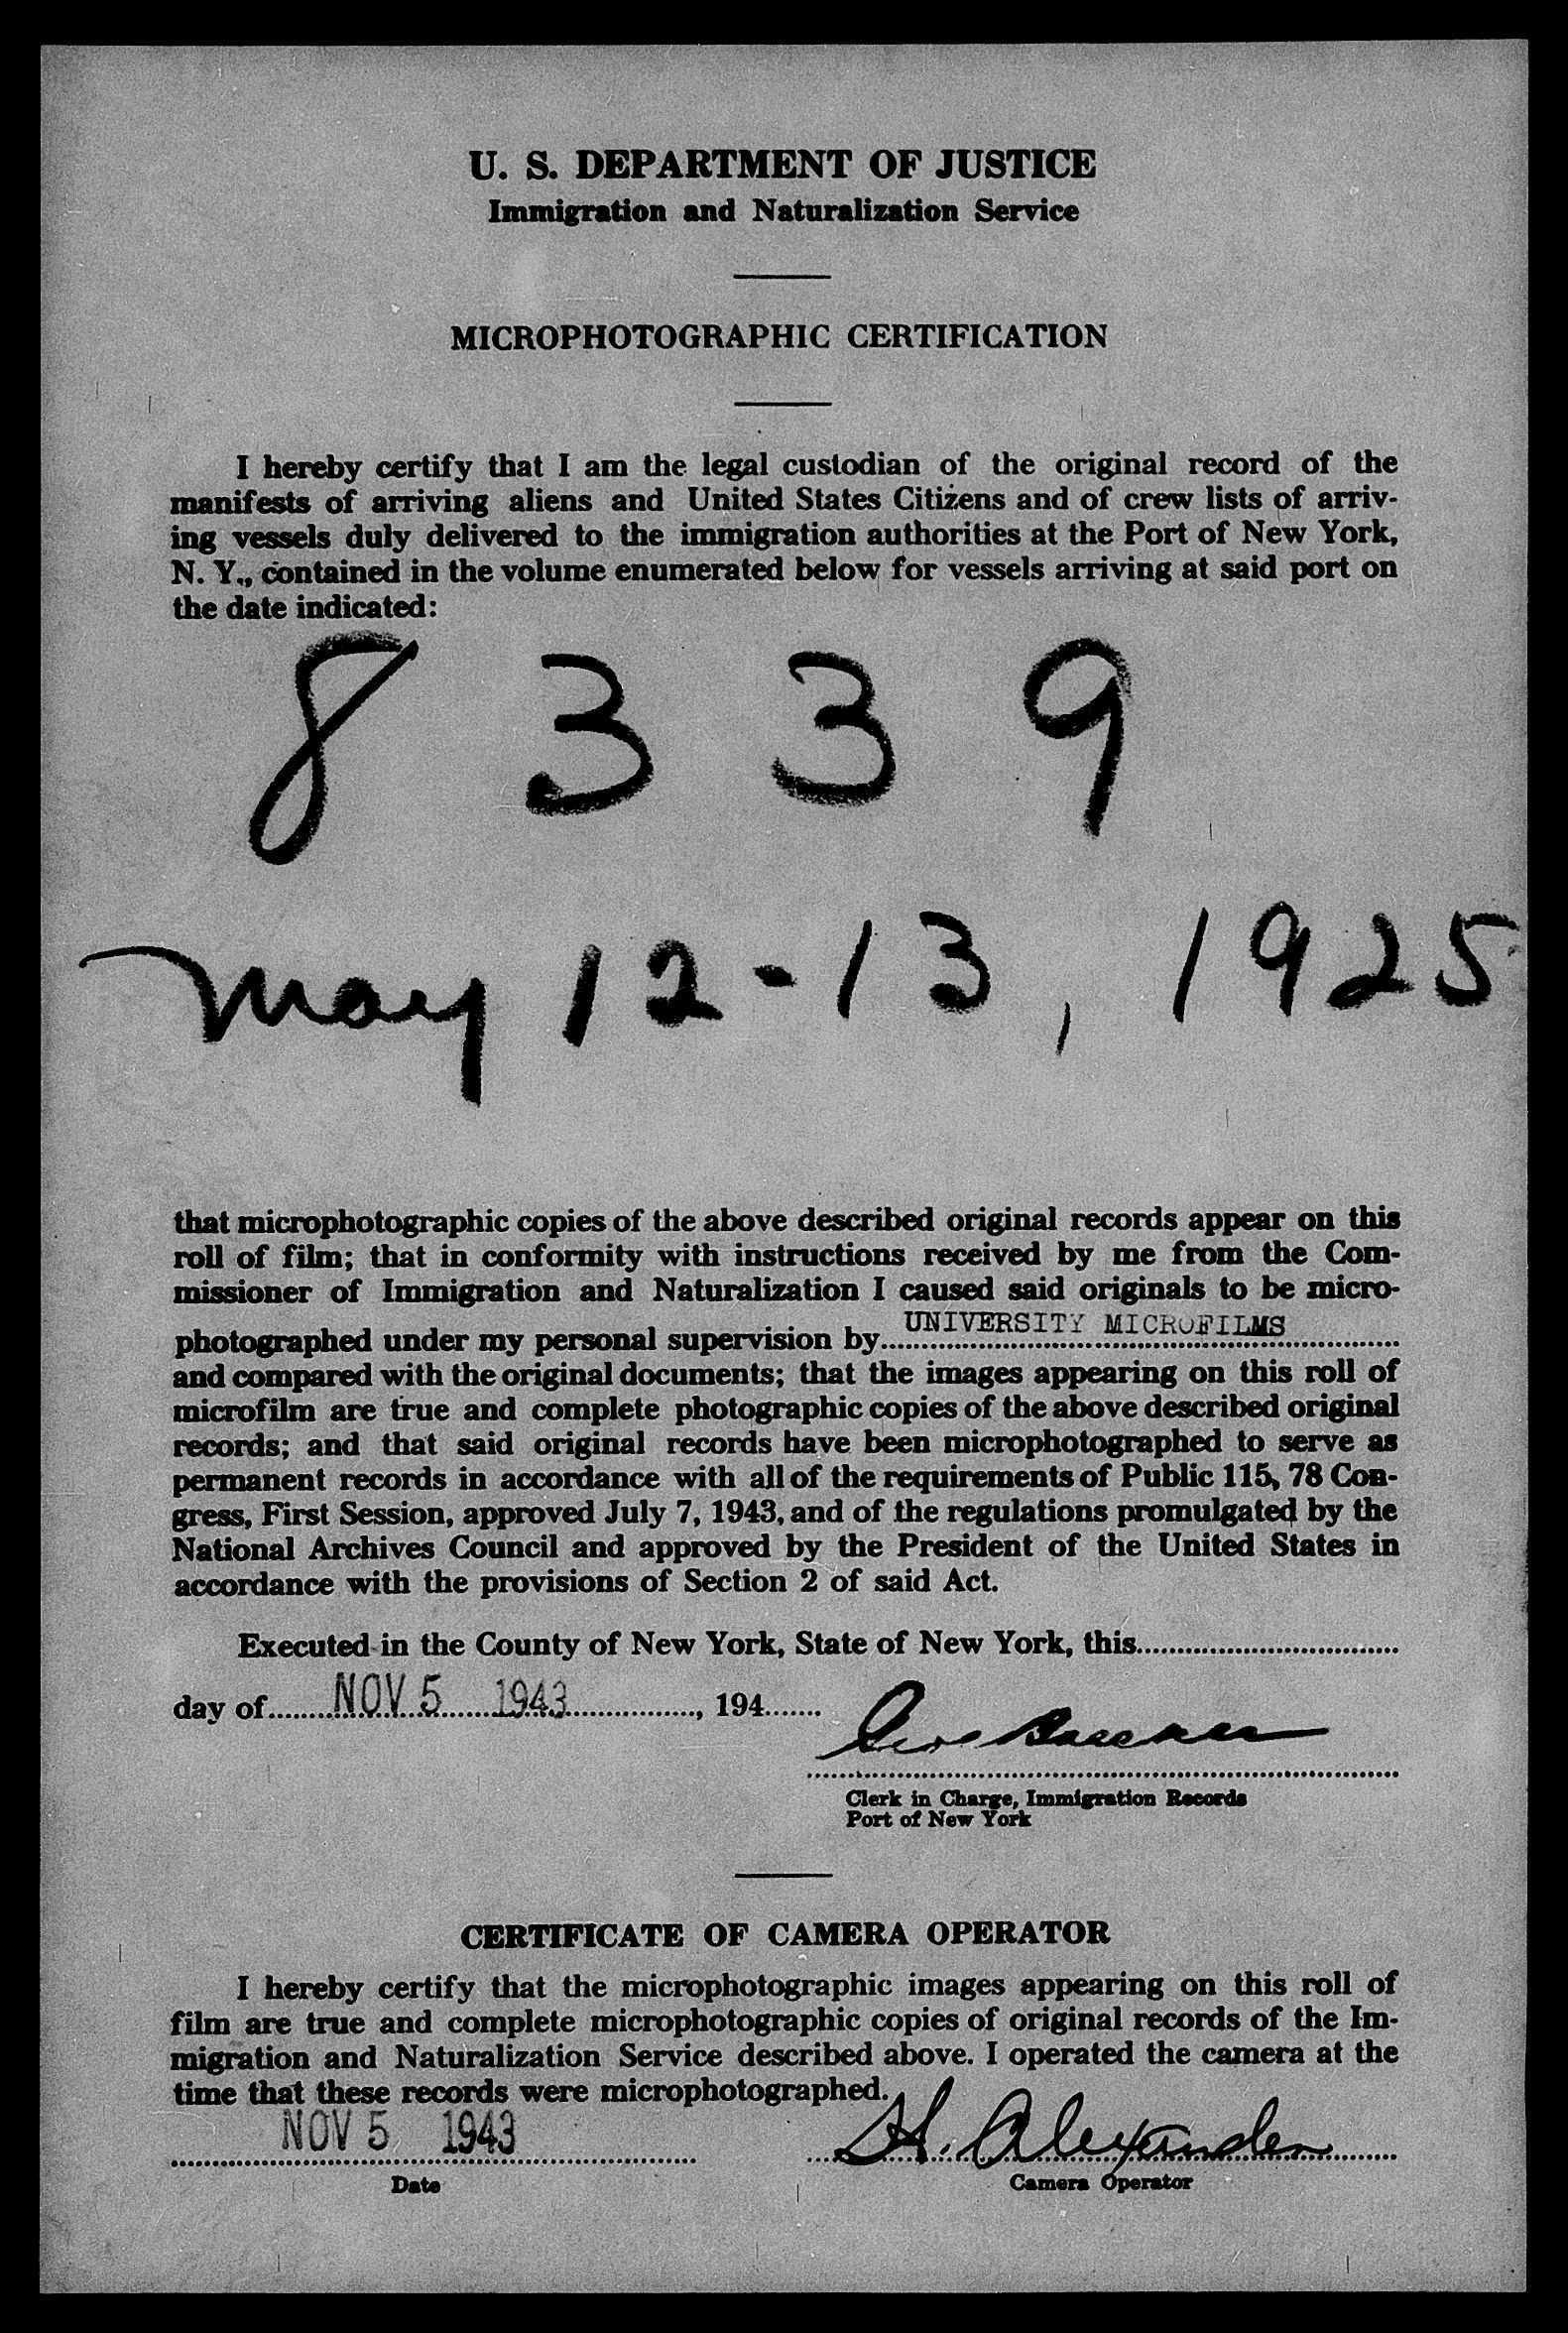 U. S. DEPARTMENT OF JUSTICE
Immigration and Naturalization Service
MICROPHOTOGRAPHIC CERTIFICATION
I hereby certify that I am the legal custodian of the original record of the
manifests of arriving aliens and United States Citizens and of crew lists of arriv-
ing vessels duly delivered to the immigration authorities at the Port of New York,
N. Y., contained in the volume enumerated below for vessels arriving at said port on
the date indicated:
8 3 3 9
May 12-13, 1925
that microphotographic copies of the above described original records appear on this
roll of film; that in conformity with instructions received by me from the Com-
missioner of Immigration and Naturalization I caused said originals to be micro-
photographed under my personal supervision by UNIVERSITY MICROFILMS
and compared with the original documents; that the images appearing on this roll of
microfilm are true and complete photographic copies of the above described original
records; and that said original records have been microphotographed to serve as
permanent records in accordance with all of the requirements of Public 115, 78 Con-
gress, First Session, approved July 7, 1943, and of the regulations promulgated by the
National Archives Council and approved by the President of the United States in
accordance with the provisions of Section 2 of said Act.
Executed in the County of New York, State of New York, this
day of NOV 5 1943, 194
Clerk in Charge, Immigration Records
Port of New York
CERTIFICATE OF CAMERA OPERATOR
I hereby certify that the microphotographic images appearing on this roll of
film are true and complete microphotographic copies of original records of the Im-
migration and Naturalization Service described above. I operated the camera at the
time that these records were microphotographed.
NOV 5 1943 H. Alexander
Date Camera Operator